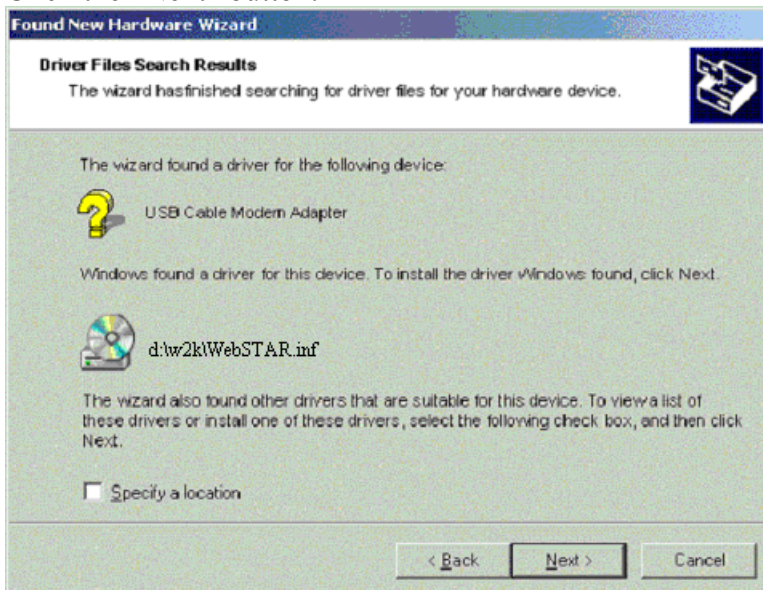 Found New Hardware Wizard
Driver Files Search Results
The wizard hasfinished searching for driver files for your hardware device.
The wizard found a driver for the following device:
USB Cable Modem Adapter
Windows found a driver for this device. To install the driver Windows found, click Next.
d:\w2k\WebSTAR.inf
The wizard also found other drivers that are suitable for this device. To view a list of
these drivers or install one of these drivers, select the following check box, and then click
Next.
Specify a location
< Back Next > Cancel